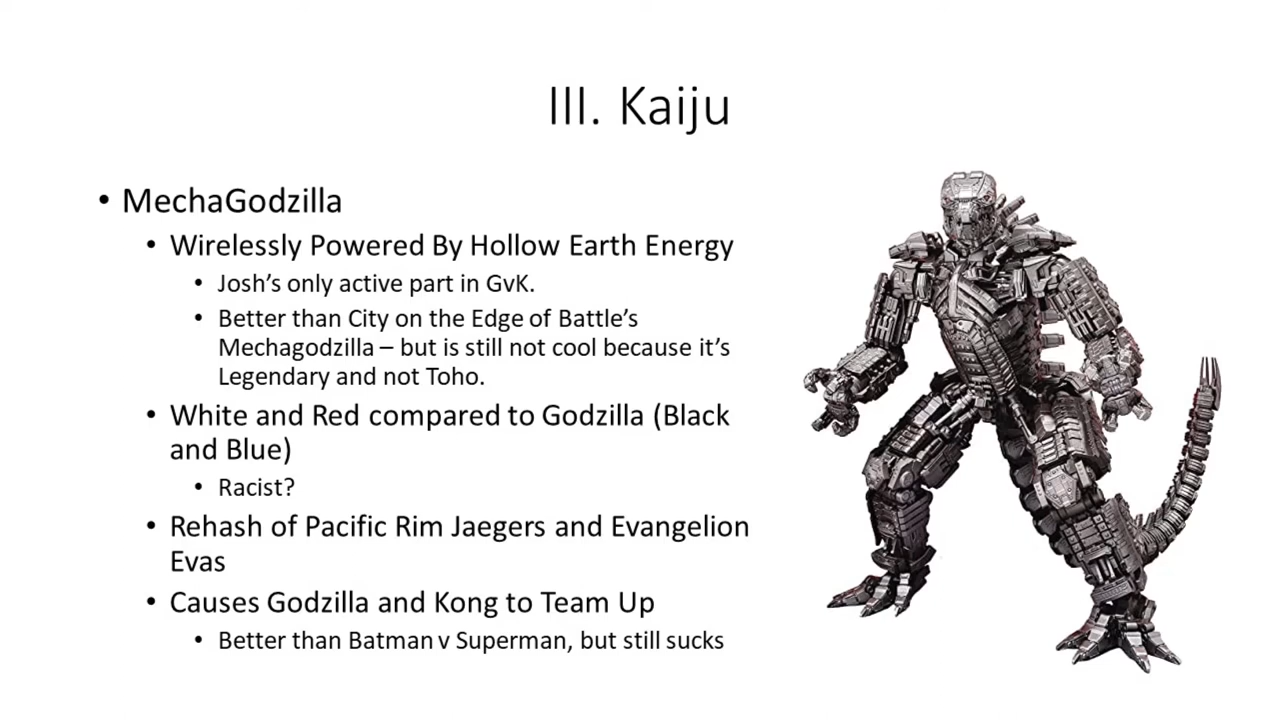 III. Kaiju
• MechaGodzilla
• Wirelessly Powered By Hollow Earth Energy
• Josh's only active part in GvK.
• Better than City on the Edge of Battle's
Mechagodzilla – but is still not cool because it's
Legendary and not Toho.
• White and Red compared to Godzilla (Black
and Blue)
• Racist?
• Rehash of Pacific Rim Jaegers and Evangelion
Evas
• Causes Godzilla and Kong to Team Up
• Better than Batman v Superman, but still sucks